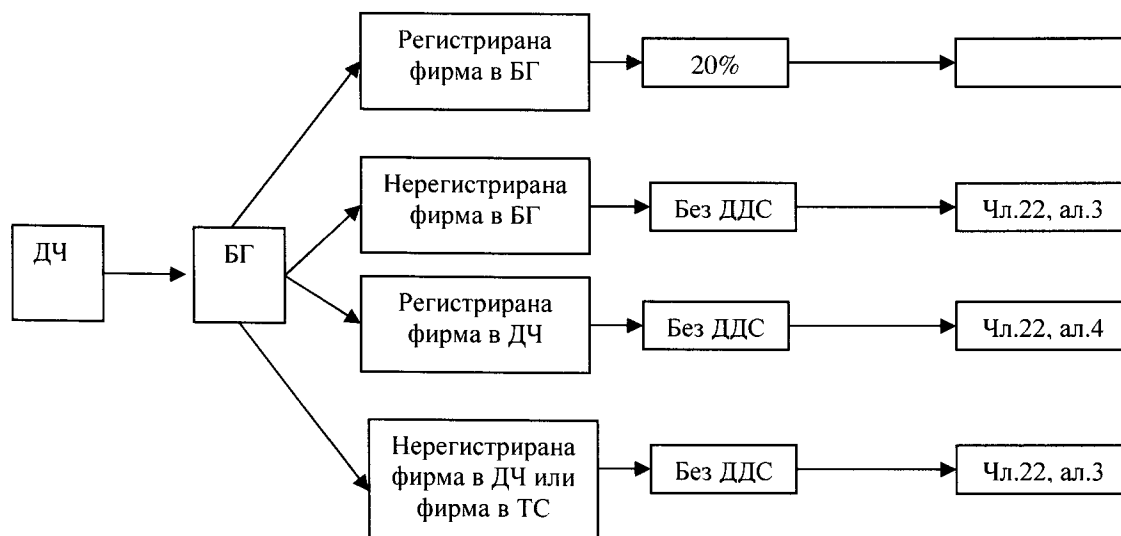 Регистрирана
фирма в БГ
20%
Нерегистрирана
фирма в БГ
Без ДДС
Чл.22, ал.3
ДЧ
БГ
Регистрирана
фирма в ДЧ
Без ДДС
Чл.22, ал.4
Нерегистрирана
фирма в ДЧ или
фирма в ТС
Без ДДС
Чл.22, ал.3